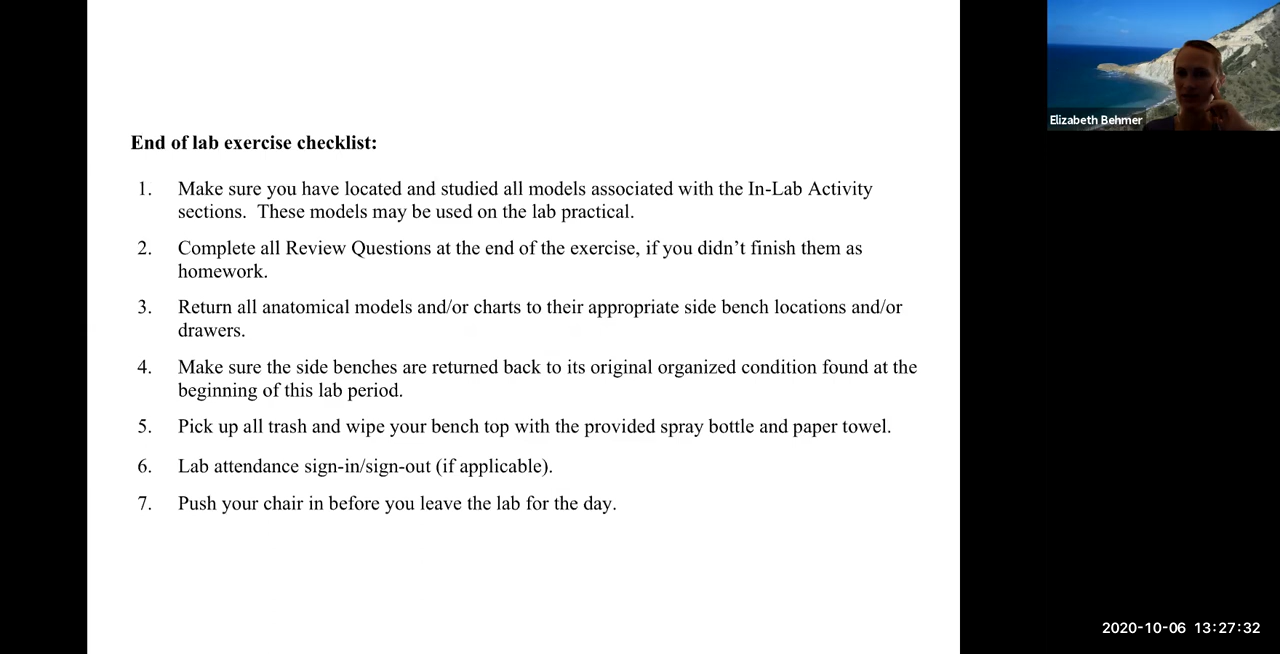 End of lab exercise checklist:
1. Make sure you have located and studied all models associated with the In-Lab Activity
sections.  These models may be used on the lab practical.
2. Complete all Review Questions at the end of the exercise, if you didn’t finish them as
homework.
3. Return all anatomical models and/or charts to their appropriate side bench locations and/or
drawers.
4. Make sure the side benches are returned back to its original organized condition found at the
beginning of this lab period.
5. Pick up all trash and wipe your bench top with the provided spray bottle and paper towel.
6. Lab attendance sign-in/sign-out (if applicable).
7. Push your chair in before you leave the lab for the day.
Elizabeth Behmer
2020-10-06 13:27:32